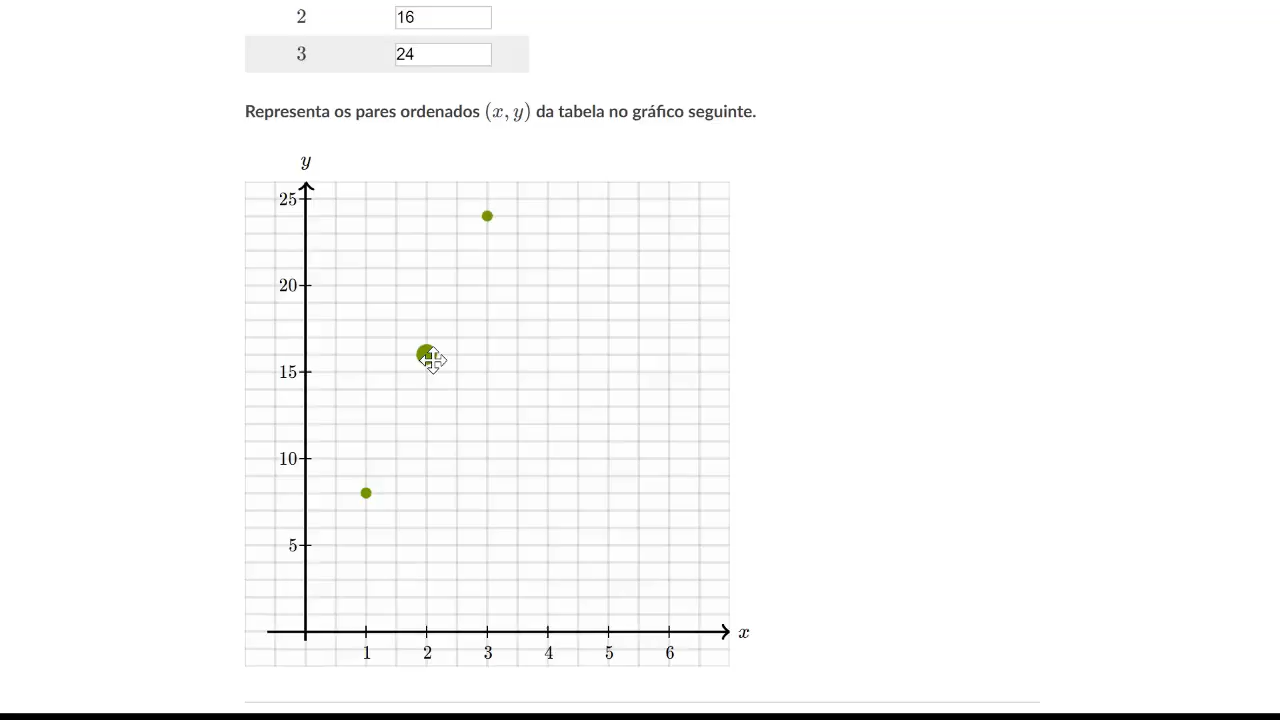 2 16
3 24
Representa os pares ordenados (x, y) da tabela no gráfico seguinte.
y
25
20
15
10
5
x
1 2 3 4 5 6